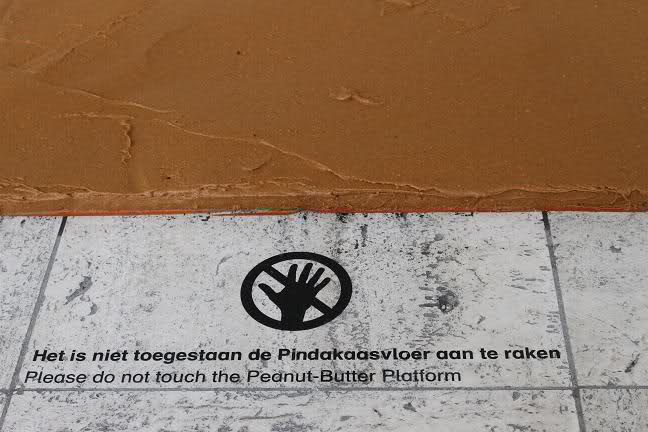 Het is niet toegestaan de Pindakaasvloer aan te raken
Please do not touch the Peanut-Butter Platform